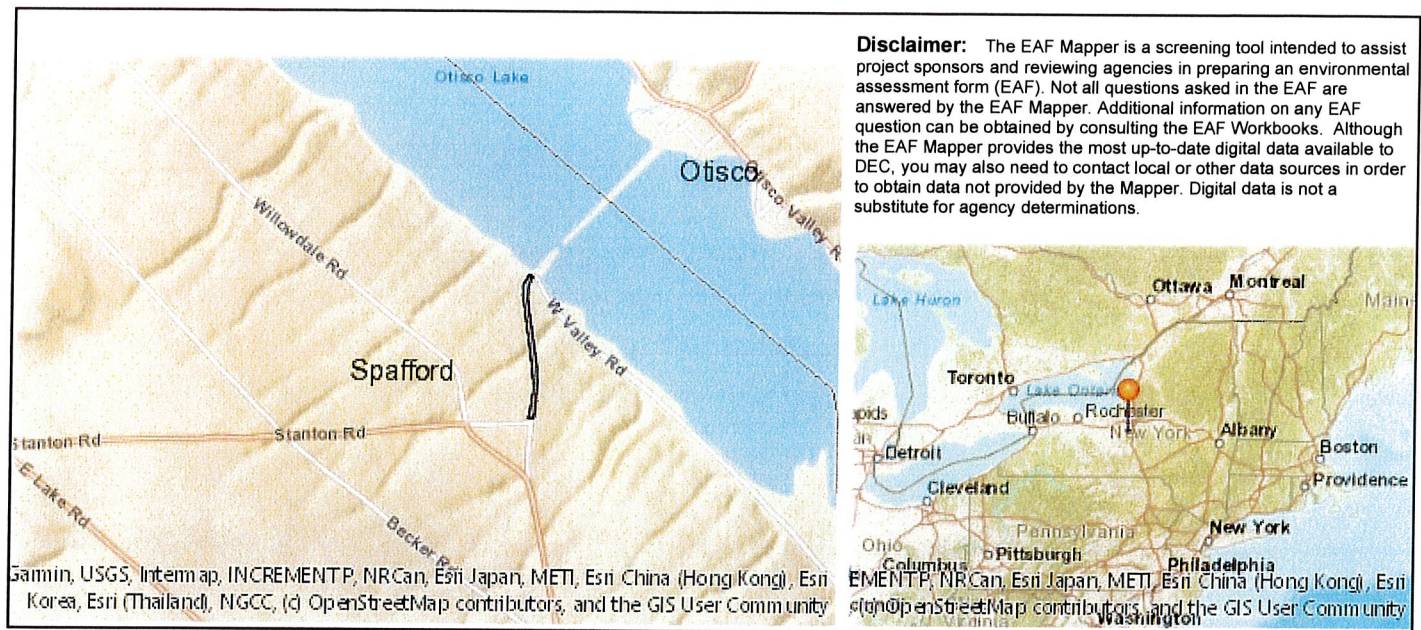 Disclaimer: The EAF Mapper is a screening tool intended to assist
project sponsors and reviewing agencies in preparing an environmental
assessment form (EAF). Not all questions asked in the EAF are
answered by the EAF Mapper. Additional information on any EAF
question can be obtained by consulting the EAF Workbooks. Although
the EAF Mapper provides the most up-to-date digital data available to
DEC, you may also need to contact local or other data sources in order
to obtain data not provided by the Mapper. Digital data is not a
substitute for agency determinations.
Otisco Lake
Otisco
Otisco Valley R
Willowdale Rd
W Valley Rd
Spafford
Stanton Rd
Stanton Rd
E Lake Rd
Becker Rd
Garmin, USGS, Intermap, INCREMENT P, NRCan, Esri Japan, METI, Esri China (Hong Kong), Esri
Korea, Esri (Thailand), NGCC, (c) OpenStreetMap contributors, and the GIS User Community
Ottawa
Montreal
Main
Lake Huron
Toronto
Lake Ontar
apids
Buffalo
Rochester
New York
Albany
Detroit
Boston
Providence
Cleveland
Pennsylvania
New York
Ohio
Pittsburgh
Columbus
Philadelphia
EMENT P, NRCan, Esri Japan, METI, Esri China (Hong Kong), Esri
OpenStreetMap contributors, and the GIS User Community
Virginia
Washington